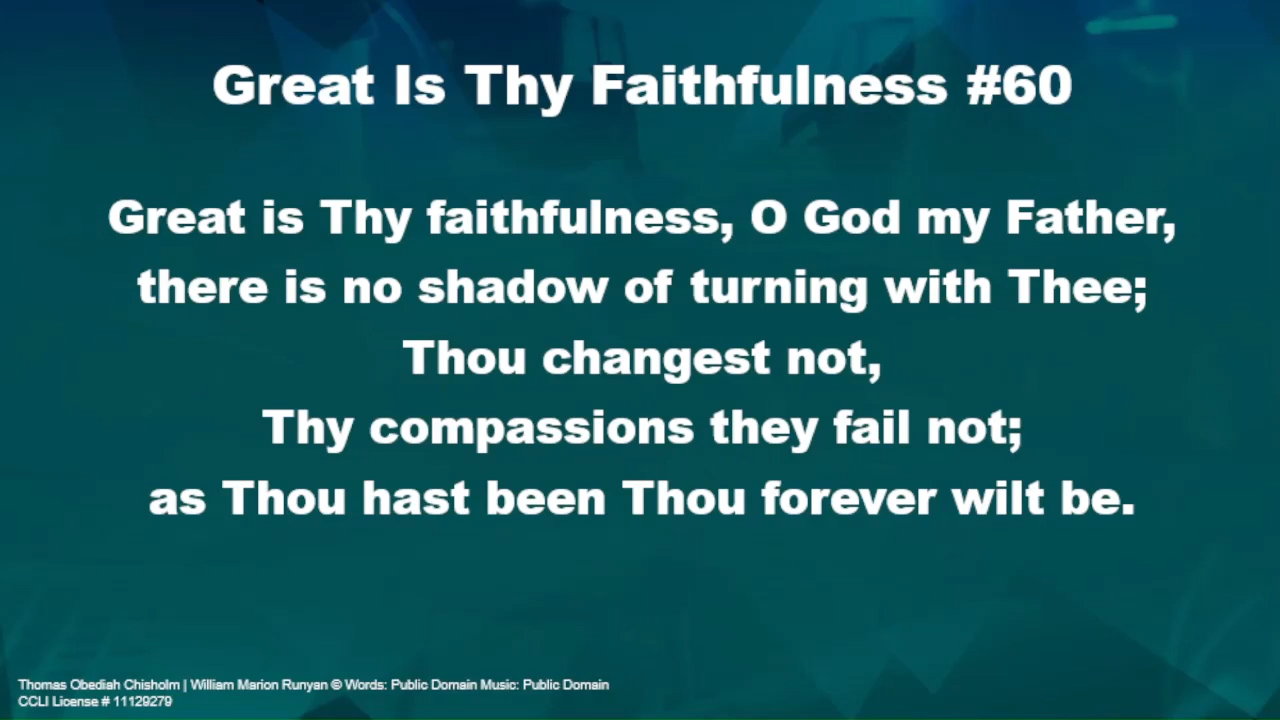 Great Is Thy Faithfulness #60
Great is Thy faithfulness, O God my Father,
there is no shadow of turning with Thee;
Thou changest not,
Thy compassions they fail not;
as Thou hast been Thou forever wilt be.
Thomas Obediah Chisholm | William Marion Runyan © Words: Public Domain Music: Public Domain
CCLI License # 11129279